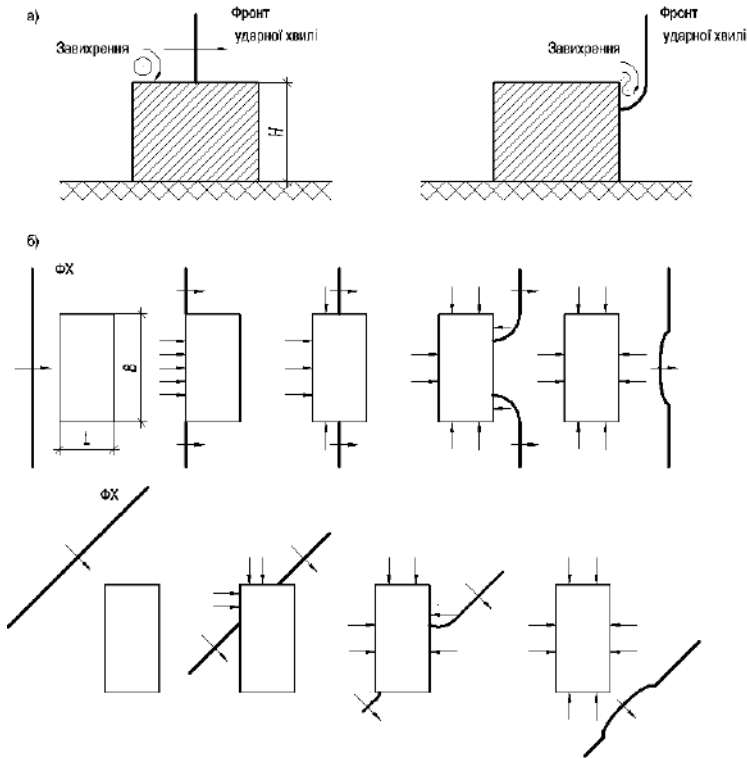 а)
Фронт
ударної хвилі
Завихрення
H
Фронт
ударної хвилі
Завихрення
б)
ФХ
B
L
ФХ